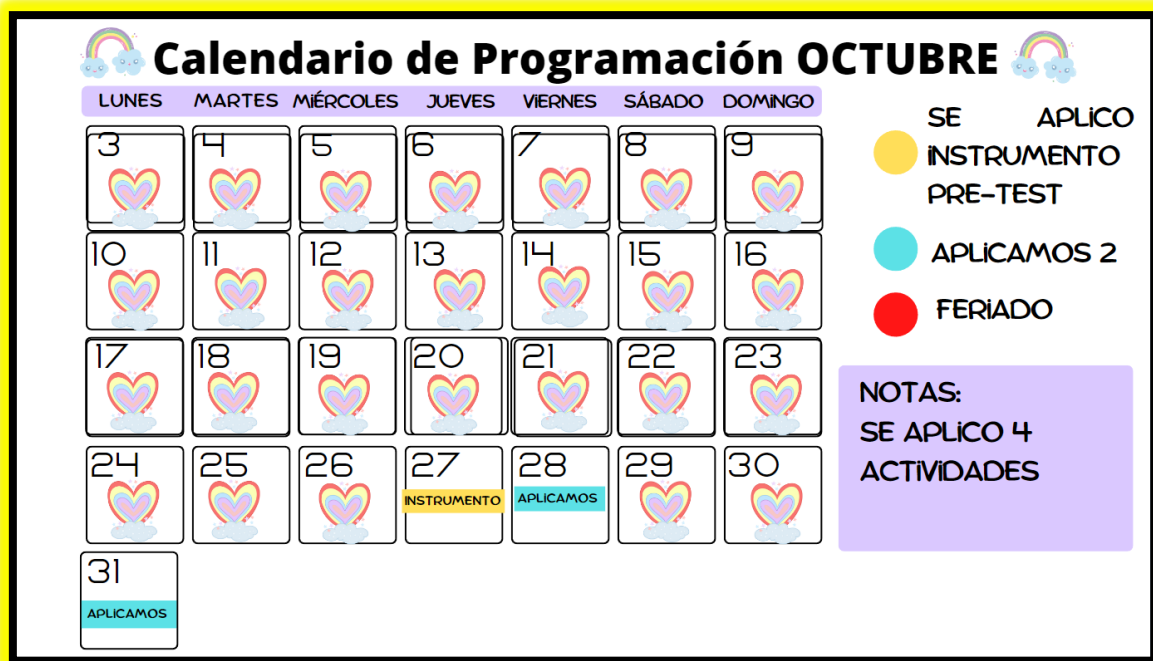 Calendario de Programación OCTUBRE
LUNES MARTES MiÉRCOLES JUEVES ViERNES SÁBADO DOMiNGO
3 4 5 6 7 8 9
10 11 12 13 14 15 16
17 18 19 20 21 22 23
24 25 26 27 28 29 30
INSTRUMENTO APLiCAMOS
31
APLiCAMOS
SE APLiCO
iNSTRUMENTO
PRE-TEST
APLiCAMOS 2
FERiADO
NOTAS:
SE APLiCO 4
ACTiViDADES